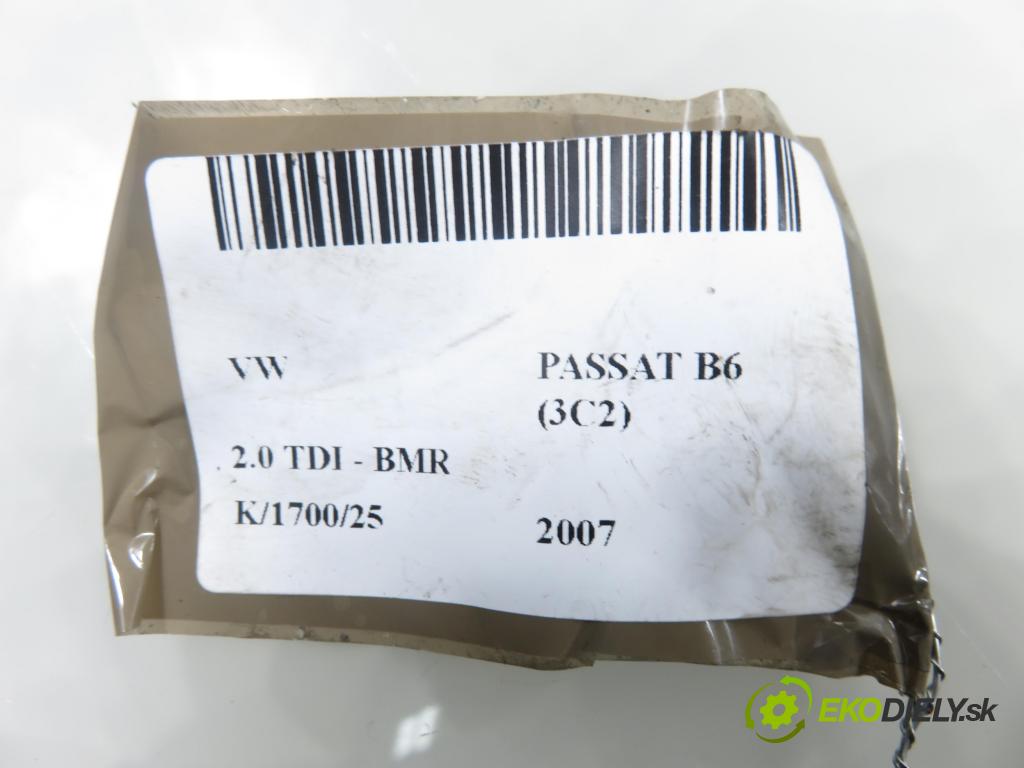 VW
PASSAT B6
(3C2)
2.0 TDI - BMR
K/1700/25
2007
EKODIELY.sk